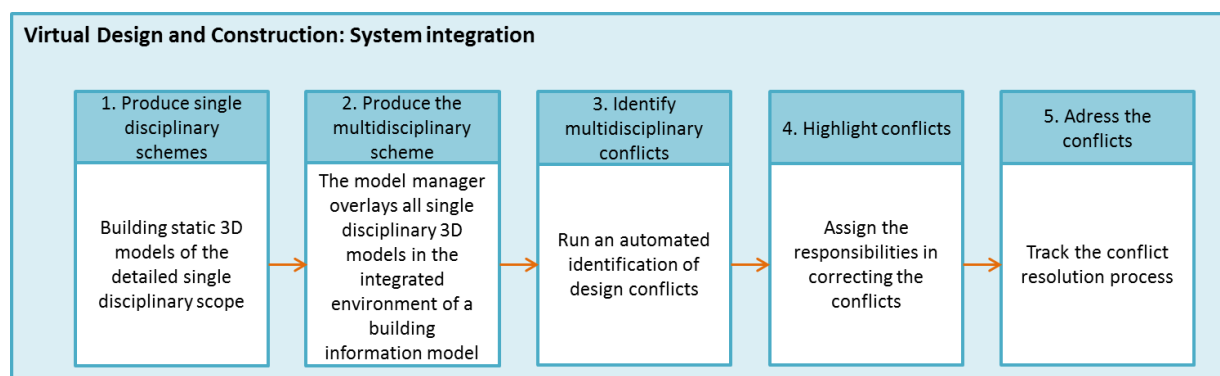 Virtual Design and Construction: System integration
1. Produce single
disciplinary
schemes
Building static 3D
models of the
detailed single
disciplinary scope
2. Produce the
multidisciplinary
scheme
The model manager
overlays all single
disciplinary 3D
models in the
integrated
environment of a
building
information model
3. Identify
multidisciplinary
conflicts
Run an automated
identification of
design conflicts
4. Highlight conflicts
Assign the
responsibilities in
correcting the
conflicts
5. Adress the
conflicts
Track the conflict
resolution process